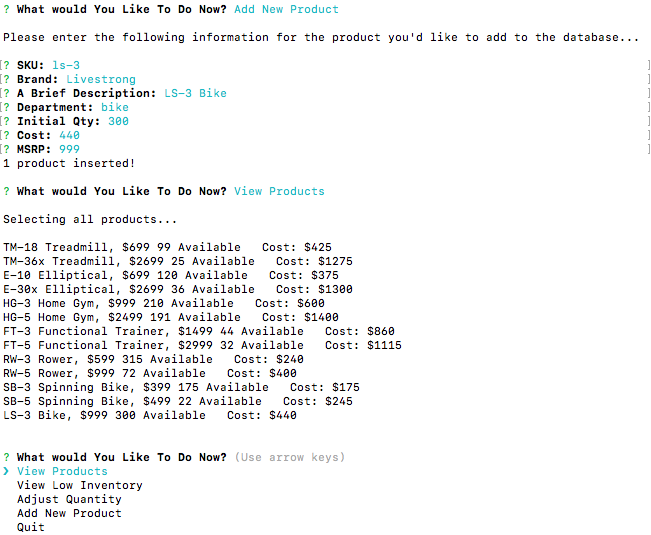 ? What would You Like To Do Now? Add New Product
Please enter the following information for the product you'd like to add to the database...
[? SKU: ls-3 ]
[? Brand: Livestrong ]
[? A Brief Description: LS-3 Bike ]
[? Department: bike ]
[? Initial Qty: 300 ]
[? Cost: 440 ]
[? MSRP: 999 ]
1 product inserted!
? What would You Like To Do Now? View Products
Selecting all products...
TM-18 Treadmill, $699 99 Available   Cost: $425
TM-36x Treadmill, $2699 25 Available   Cost: $1275
E-10 Elliptical, $699 120 Available   Cost: $375
E-30x Elliptical, $2699 36 Available   Cost: $1300
HG-3 Home Gym, $999 210 Available   Cost: $600
HG-5 Home Gym, $2499 191 Available   Cost: $1400
FT-3 Functional Trainer, $1499 44 Available   Cost: $860
FT-5 Functional Trainer, $2999 32 Available   Cost: $1115
RW-3 Rower, $599 315 Available   Cost: $240
RW-5 Rower, $999 72 Available   Cost: $400
SB-3 Spinning Bike, $399 175 Available   Cost: $175
SB-5 Spinning Bike, $499 22 Available   Cost: $245
LS-3 Bike, $999 300 Available   Cost: $440
? What would You Like To Do Now? (Use arrow keys)
❯ View Products
View Low Inventory
Adjust Quantity
Add New Product
Quit